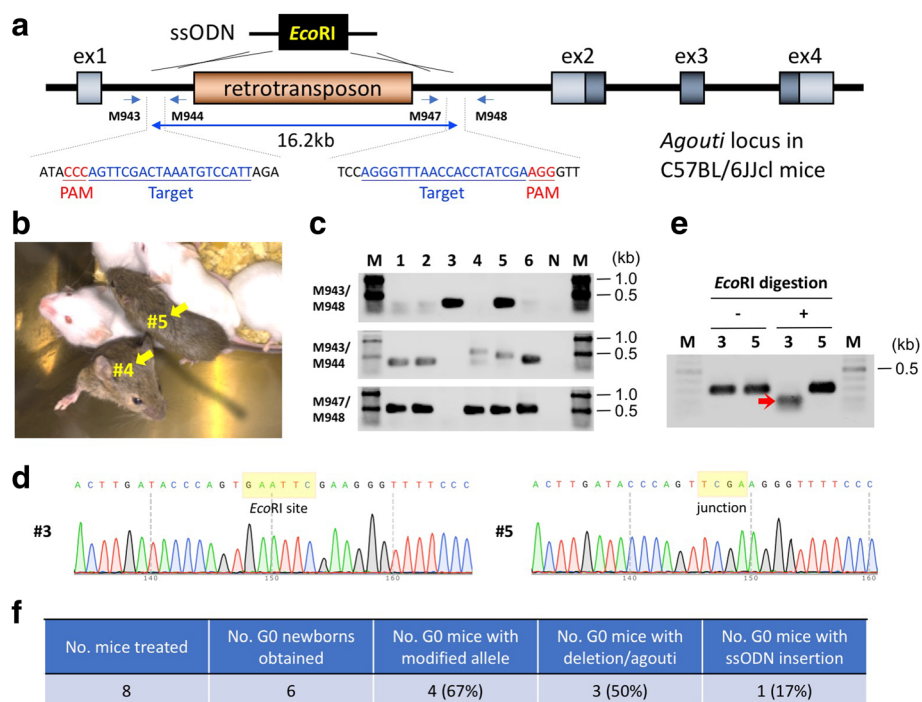 a
ssODN
EcoRI
ex1
ex2
ex3
ex4
retrotransposon
M943
M944
M947
M948
16.2kb
Agouti locus in
C57BL/6JJcl mice
ATACCCAGTTCGACTAAATGTCCATTAGA
PAM
Target
TCCAGGGTTTAACCACCTATCGAAGGGTT
Target
PAM
b
#5
#4
c
M 1 2 3 4 5 6 N M (kb)
M943/
M948
1.0
0.5
M943/
M944
1.0
0.5
M947/
M948
1.0
0.5
e
EcoRI digestion
- +
M 3 5 3 5 M (kb)
0.5
d
#3
ACTTGATACCCAGTGAATTCGAAGGGTTTTCCC
EcoRI site
140 150 160
#5
ACTTGATACCCAGTTCGAAGGGTTTTCCC
junction
140 150 160
f
No. mice treated
No. G0 newborns
obtained
No. G0 mice with
modified allele
No. G0 mice with
deletion/agouti
No. G0 mice with
ssODN insertion
8 6 4 (67%) 3 (50%) 1 (17%)